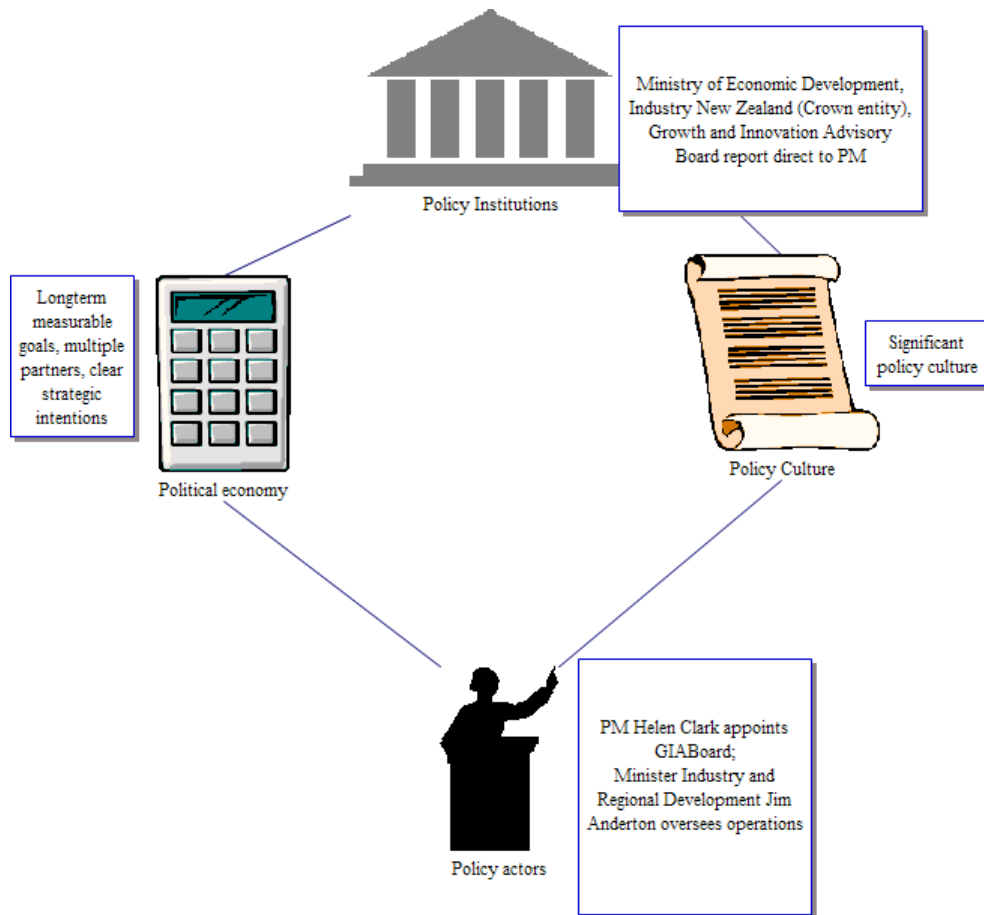 Ministry of Economic Development,
Industry New Zealand (Crown entity),
Growth and Innovation Advisory
Board report direct to PM
Policy Institutions
Longterm
measurable
goals, multiple
partners, clear
strategic
intentions
Political economy
Significant
policy culture
Policy Culture
PM Helen Clark appoints
GIABoard;
Minister Industry and
Regional Development Jim
Anderton oversees operations
Policy actors